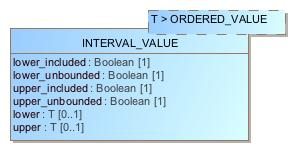 T > ORDERED_VALUE
INTERVAL_VALUE
lower_included : Boolean [1]
lower_unbounded : Boolean [1]
upper_included : Boolean [1]
upper_unbounded : Boolean [1]
lower : T [0..1]
upper : T [0..1]